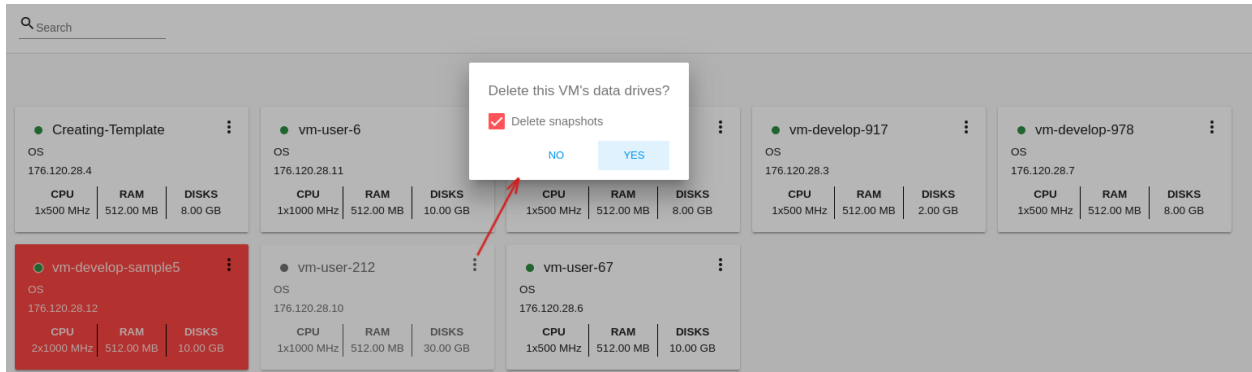 Search
Delete this VM's data drives?
Delete snapshots
NO YES
Creating-Template
OS
176.120.28.4
CPU RAM DISKS
1x500 MHz 512.00 MB 8.00 GB
vm-user-6
OS
176.120.28.11
CPU RAM DISKS
1x1000 MHz 512.00 MB 10.00 GB
CPU RAM DISKS
1x500 MHz 512.00 MB 8.00 GB
vm-develop-917
OS
176.120.28.3
CPU RAM DISKS
1x500 MHz 512.00 MB 2.00 GB
vm-develop-978
OS
176.120.28.7
CPU RAM DISKS
1x500 MHz 512.00 MB 8.00 GB
vm-develop-sample5
OS
176.120.28.12
CPU RAM DISKS
2x1000 MHz 512.00 MB 10.00 GB
vm-user-212
OS
176.120.28.10
CPU RAM DISKS
1x1000 MHz 512.00 MB 30.00 GB
vm-user-67
OS
176.120.28.6
CPU RAM DISKS
1x500 MHz 512.00 MB 10.00 GB